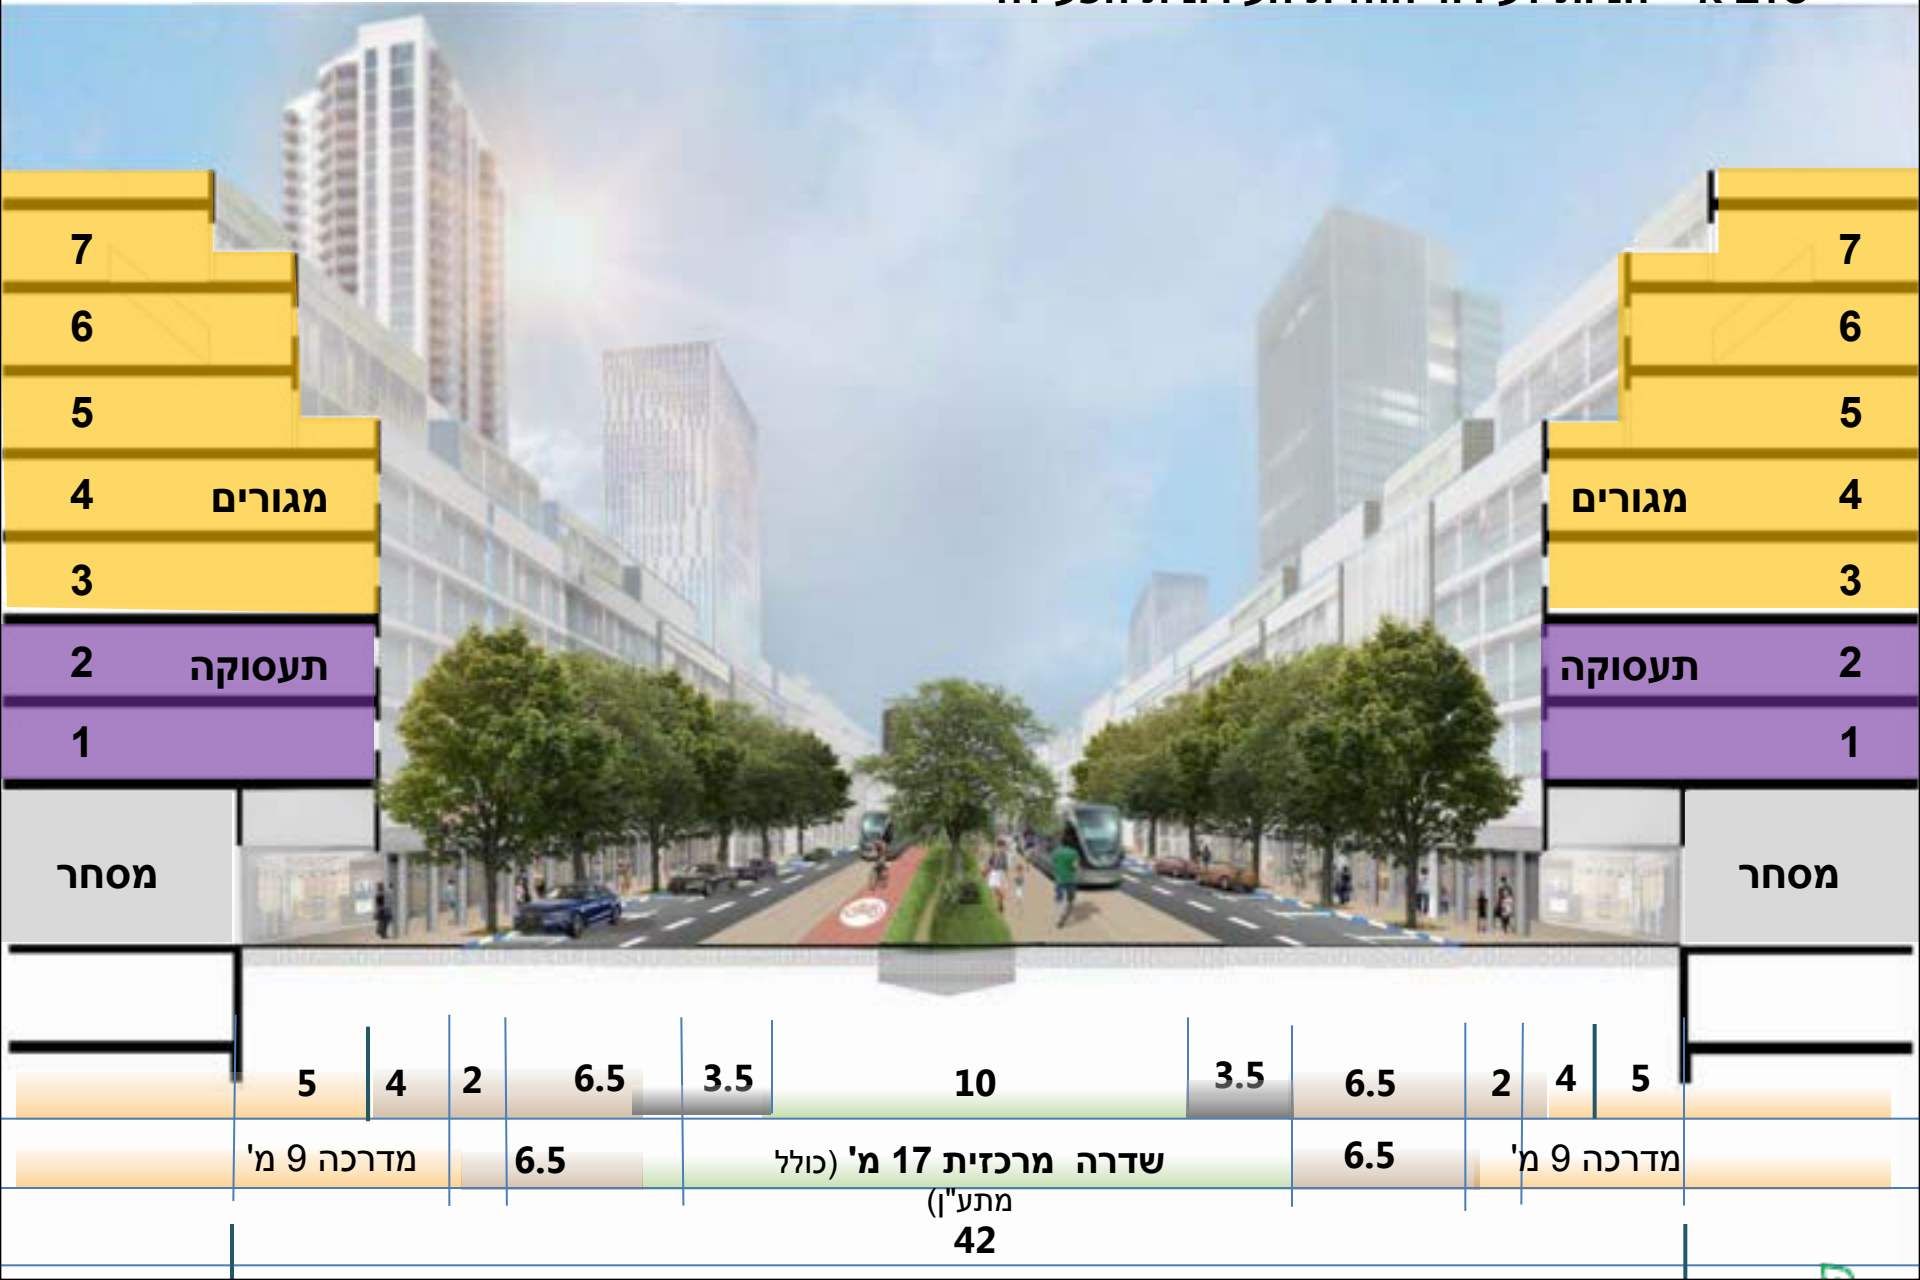 7 7
6 6
5 5
4 מגורים מגורים 4
3 3
2 תעסוקה תעסוקה 2
1 1
מסחר מסחר
5 4 2 6.5 3.5 10 3.5 6.5 2 4 5
מדרכה 9 מ' 6.5 שדרה מרכזית 17 מ' (כולל 6.5 מדרכה 9 מ'
מתע"ן)
42